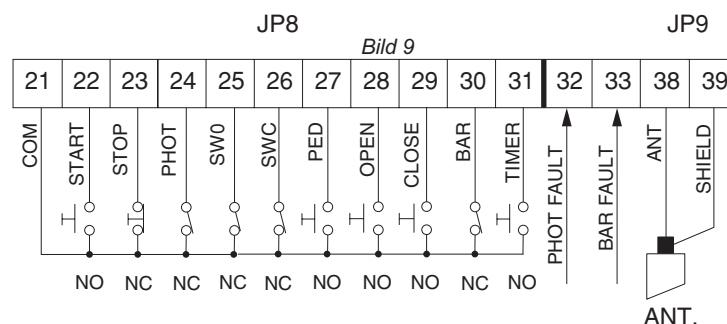 JP8 JP9
Bild 9
21 22 23 24 25 26 27 28 29 30 31 32 33 38 39
COM START STOP PHOT SW0 SWC PED OPEN CLOSE BAR TIMER PHOT FAULT BAR FAULT ANT SHIELD
NO NC NC NC NC NO NO NO NC NO
ANT.